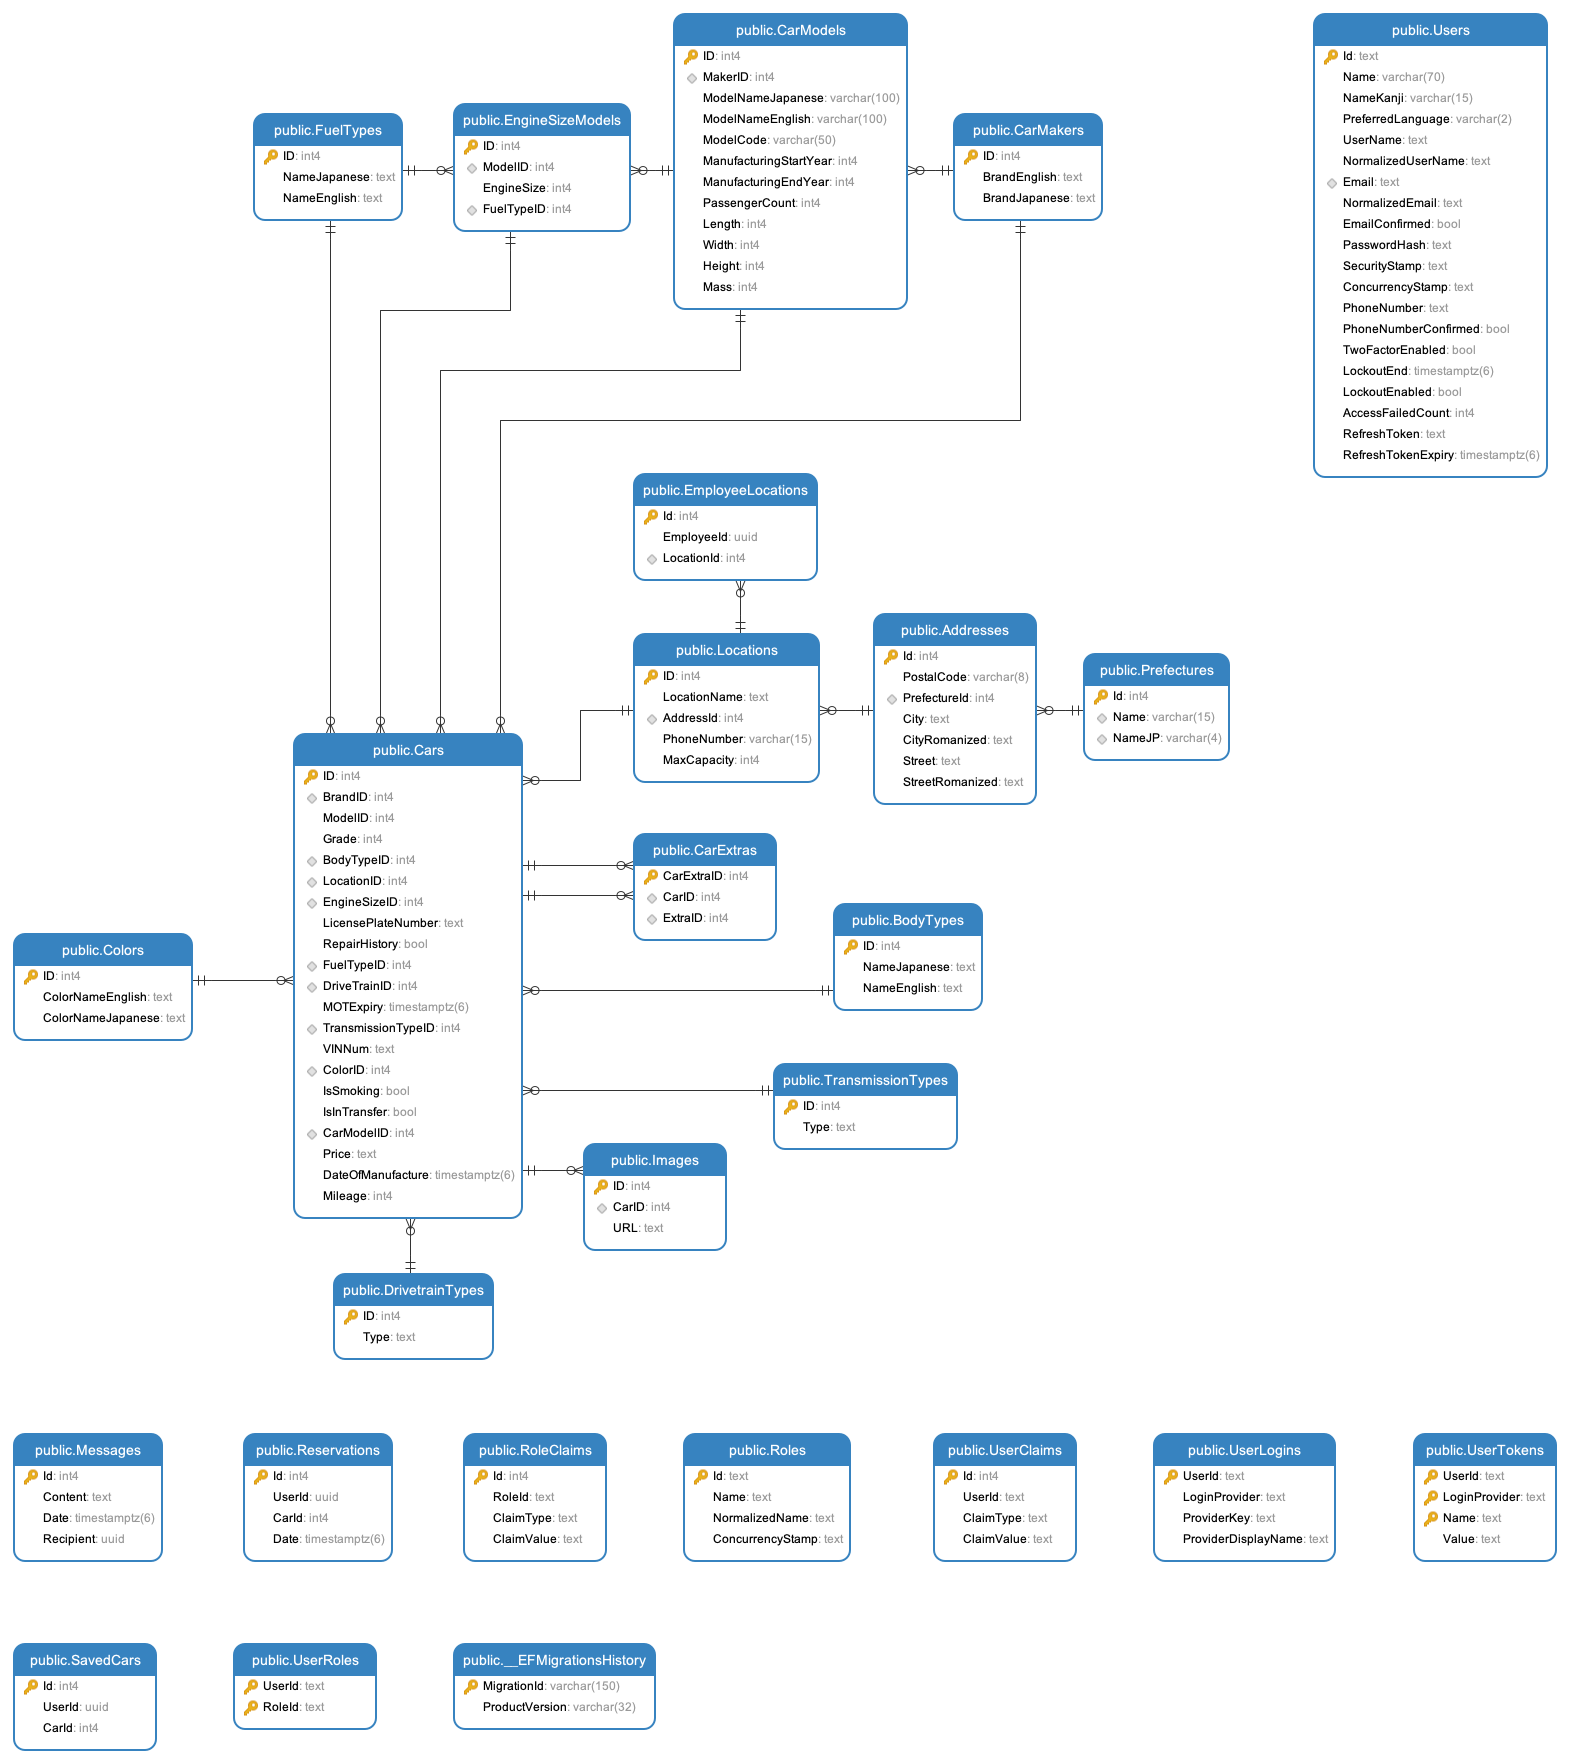 public.CarModels
ID: int4
MakerID: int4
ModelNameJapanese: varchar(100)
ModelNameEnglish: varchar(100)
ModelCode: varchar(50)
ManufacturingStartYear: int4
ManufacturingEndYear: int4
PassengerCount: int4
Length: int4
Width: int4
Height: int4
Mass: int4
public.Users
Id: text
Name: varchar(70)
NameKanji: varchar(15)
PreferredLanguage: varchar(2)
UserName: text
NormalizedUserName: text
Email: text
NormalizedEmail: text
EmailConfirmed: bool
PasswordHash: text
SecurityStamp: text
ConcurrencyStamp: text
PhoneNumber: text
PhoneNumberConfirmed: bool
TwoFactorEnabled: bool
LockoutEnd: timestamptz(6)
LockoutEnabled: bool
AccessFailedCount: int4
RefreshToken: text
RefreshTokenExpiry: timestamptz(6)
public.FuelTypes
ID: int4
NameJapanese: text
NameEnglish: text
public.EngineSizeModels
ID: int4
ModelID: int4
EngineSize: int4
FuelTypeID: int4
public.CarMakers
ID: int4
BrandEnglish: text
BrandJapanese: text
public.EmployeeLocations
Id: int4
EmployeeId: uuid
LocationId: int4
public.Locations
ID: int4
LocationName: text
AddressId: int4
PhoneNumber: varchar(15)
MaxCapacity: int4
public.Addresses
Id: int4
PostalCode: varchar(8)
PrefectureId: int4
City: text
CityRomanized: text
Street: text
StreetRomanized: text
public.Prefectures
Id: int4
Name: varchar(15)
NameJP: varchar(4)
public.Cars
ID: int4
BrandID: int4
ModelID: int4
Grade: int4
BodyTypeID: int4
LocationID: int4
EngineSizeID: int4
LicensePlateNumber: text
RepairHistory: bool
FuelTypeID: int4
DriveTrainID: int4
MOTExpiry: timestamptz(6)
TransmissionTypeID: int4
VINNum: text
ColorID: int4
IsSmoking: bool
IsInTransfer: bool
CarModelID: int4
Price: text
DateOfManufacture: timestamptz(6)
Mileage: int4
public.CarExtras
CarExtraID: int4
CarID: int4
ExtraID: int4
public.BodyTypes
ID: int4
NameJapanese: text
NameEnglish: text
public.Colors
ID: int4
ColorNameEnglish: text
ColorNameJapanese: text
public.TransmissionTypes
ID: int4
Type: text
public.Images
ID: int4
CarID: int4
URL: text
public.DrivetrainTypes
ID: int4
Type: text
public.Messages
Id: int4
Content: text
Date: timestamptz(6)
Recipient: uuid
public.Reservations
Id: int4
UserId: uuid
CarId: int4
Date: timestamptz(6)
public.RoleClaims
Id: int4
RoleId: text
ClaimType: text
ClaimValue: text
public.Roles
Id: text
Name: text
NormalizedName: text
ConcurrencyStamp: text
public.UserClaims
Id: int4
UserId: text
ClaimType: text
ClaimValue: text
public.UserLogins
UserId: text
LoginProvider: text
ProviderKey: text
ProviderDisplayName: text
public.UserTokens
UserId: text
LoginProvider: text
Name: text
Value: text
public.SavedCars
Id: int4
UserId: uuid
CarId: int4
public.UserRoles
UserId: text
RoleId: text
public.__EFMigrationsHistory
MigrationId: varchar(150)
ProductVersion: varchar(32)